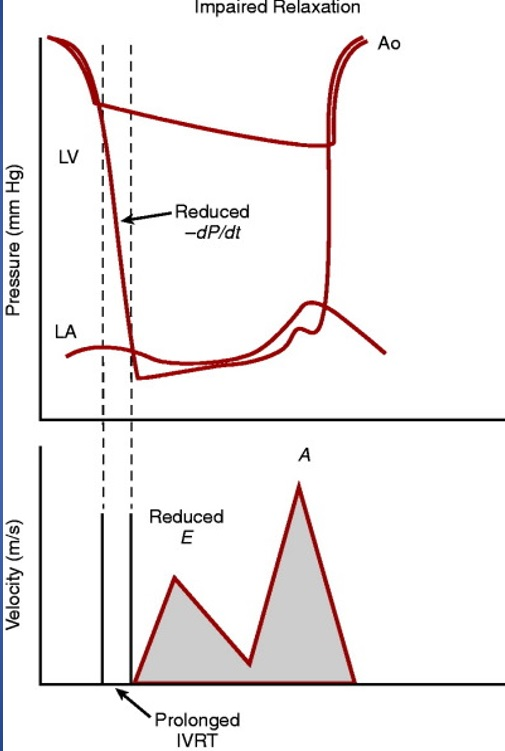 Impaired Relaxation
Ao
LV
Pressure (mm Hg)
Reduced
–dP/dt
LA
A
Reduced
E
Velocity (m/s)
Prolonged
IVRT